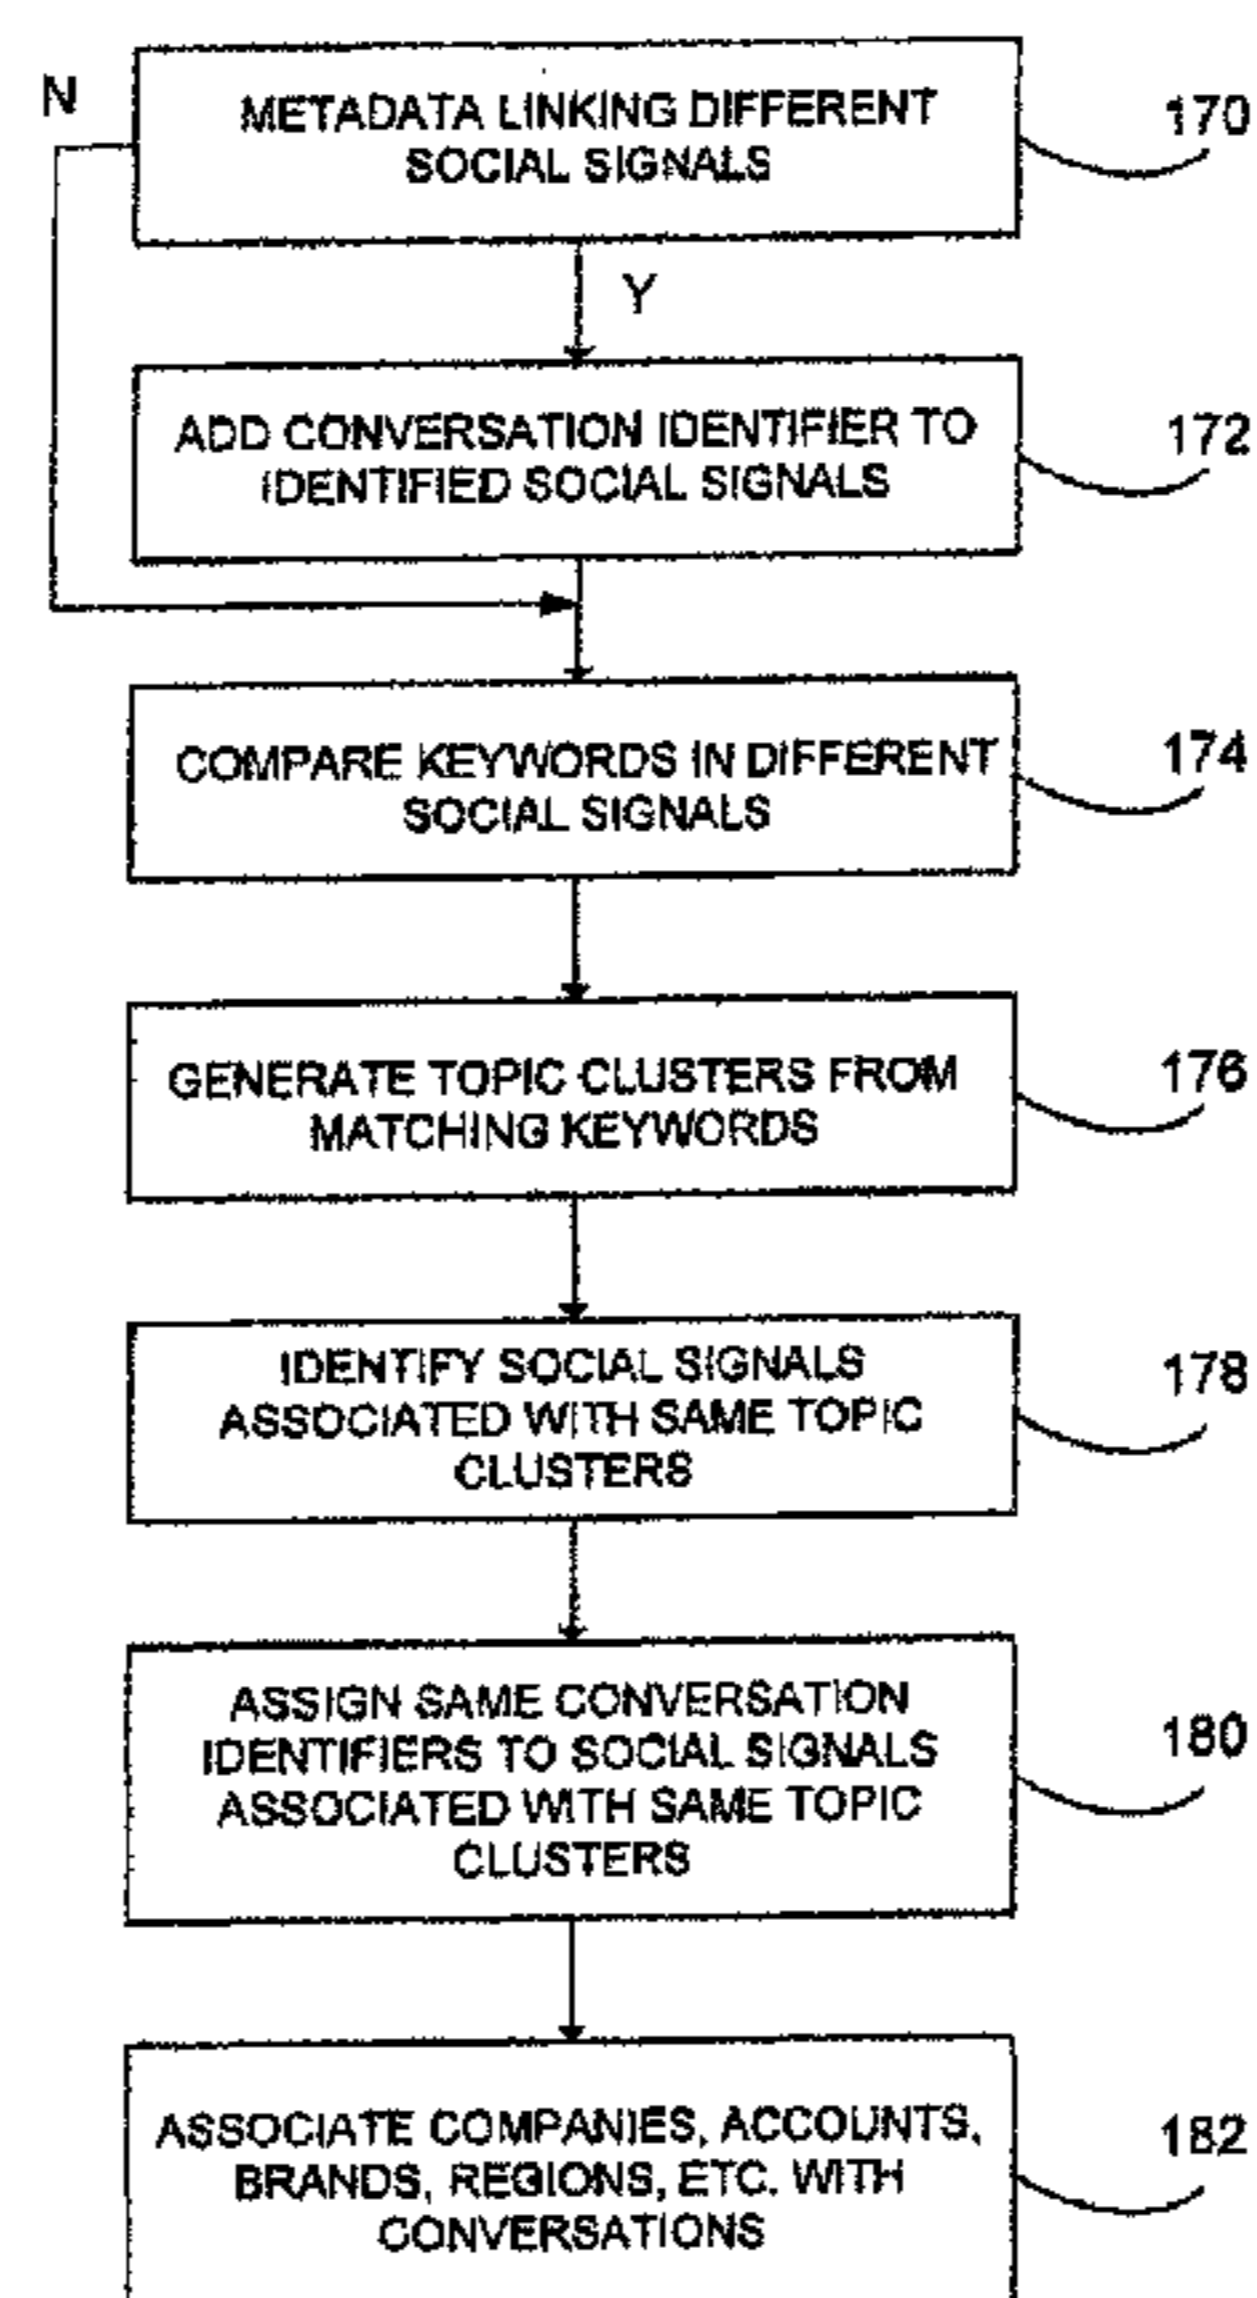 N
METADATA LINKING DIFFERENT
SOCIAL SIGNALS
170
Y
ADD CONVERSATION IDENTIFIER TO
IDENTIFIED SOCIAL SIGNALS
172
COMPARE KEYWORDS IN DIFFERENT
SOCIAL SIGNALS
174
GENERATE TOPIC CLUSTERS FROM
MATCHING KEYWORDS
176
IDENTIFY SOCIAL SIGNALS
ASSOCIATED WITH SAME TOPIC
CLUSTERS
178
ASSIGN SAME CONVERSATION
IDENTIFIERS TO SOCIAL SIGNALS
ASSOCIATED WITH SAME TOPIC
CLUSTERS
180
ASSOCIATE COMPANIES, ACCOUNTS,
BRANDS, REGIONS, ETC. WITH
CONVERSATIONS
182